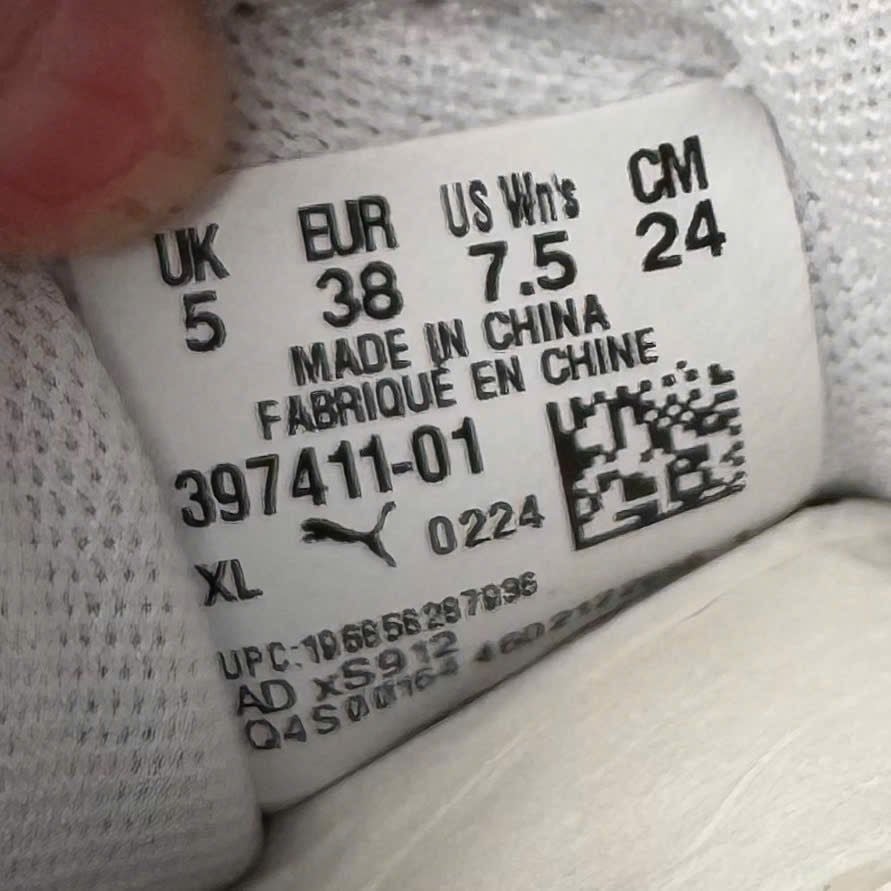 UK EUR US Wn's CM
5 38 7.5 24
MADE IN CHINA
FABRIQUÉ EN CHINE
397411-01
XL 0224
UPC:
AD xS912